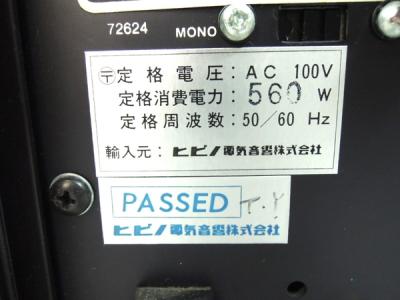 72624 MONO
〒定格電圧：AC 100V
定格消費電力：560 W
定格周波数：50/60 Hz
輸入元：ヒビノ電気音響株式会社
PASSED T.Y
ヒビノ電気音響株式会社